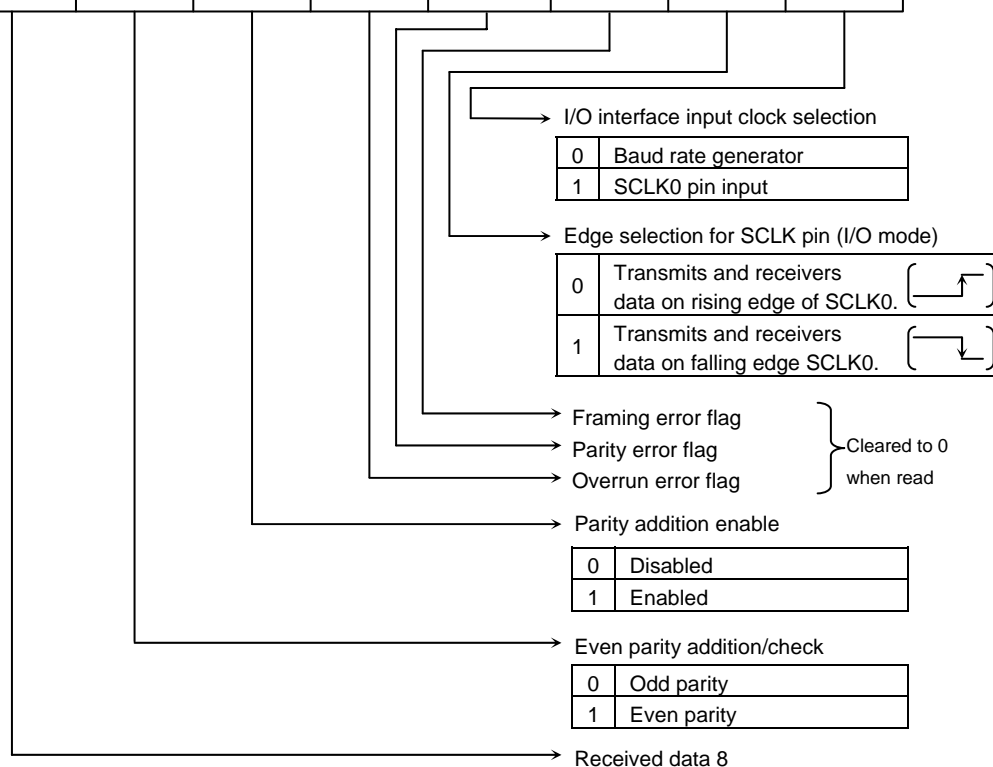 I/O interface input clock selection
0 Baud rate generator
1 SCLK0 pin input
Edge selection for SCLK pin (I/O mode)
0 Transmits and receivers
data on rising edge of SCLK0.
1 Transmits and receivers
data on falling edge SCLK0.
Framing error flag
Parity error flag
Overrun error flag
Cleared to 0
when read
Parity addition enable
0 Disabled
1 Enabled
Even parity addition/check
0 Odd parity
1 Even parity
Received data 8